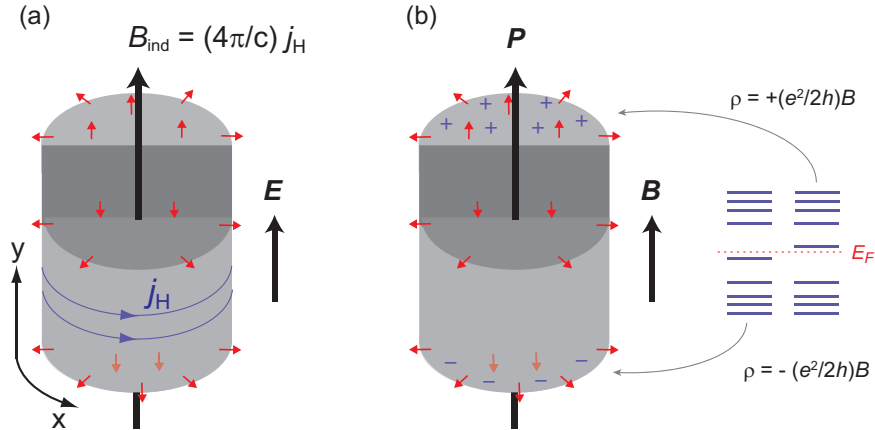 (a)
B_ind = (4π/c) j_H
E
y
j_H
x
(b)
P
ρ = +(e²/2h)B
+ + + + + +
B
E_F
− − − −
ρ = - (e²/2h)B